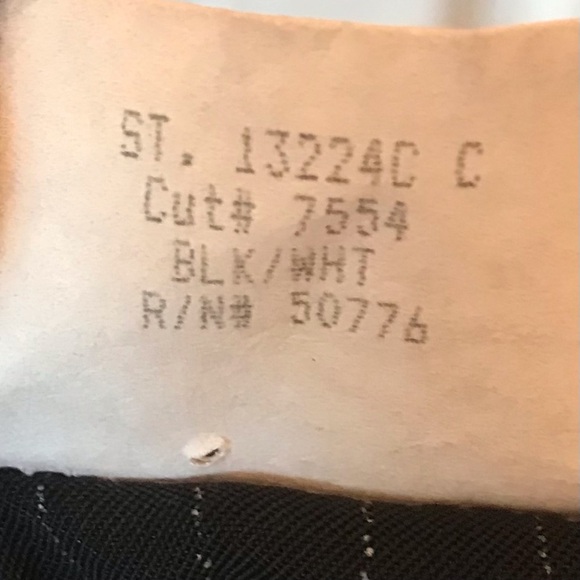 ST. 13224C C
Cut# 7554
BLK/WHT
R/N# 50776